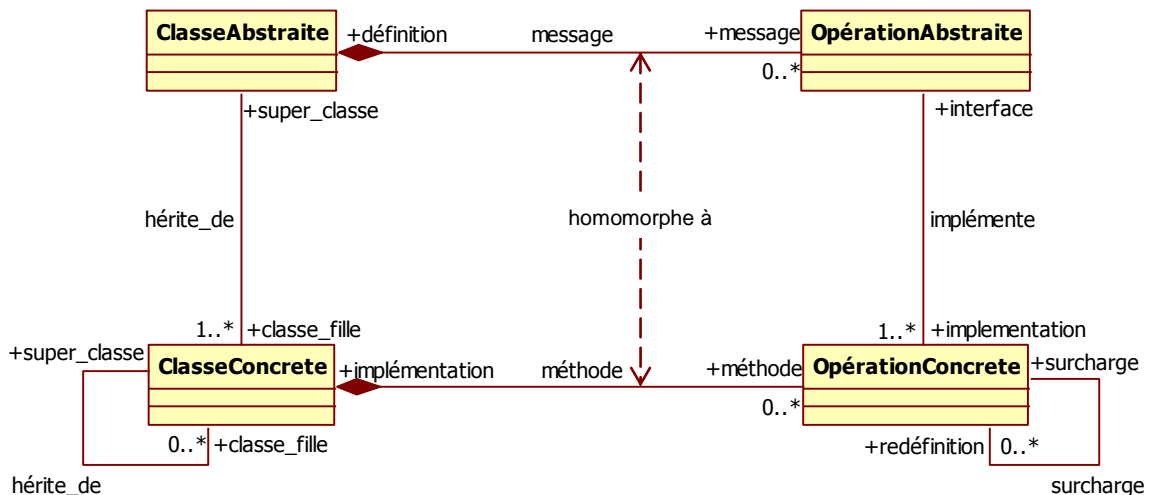 ClasseAbstraite
+définition
message
+message
OpérationAbstraite
0..*
+super_classe
+interface
hérite_de
homomorphe à
implémente
1..*
+classe_fille
1..*
+implementation
+super_classe
ClasseConcrete
+implémentation
méthode
+méthode
OpérationConcrete
+surcharge
0..*
0..*
+classe_fille
+redéfinition
0..*
hérite_de
surcharge